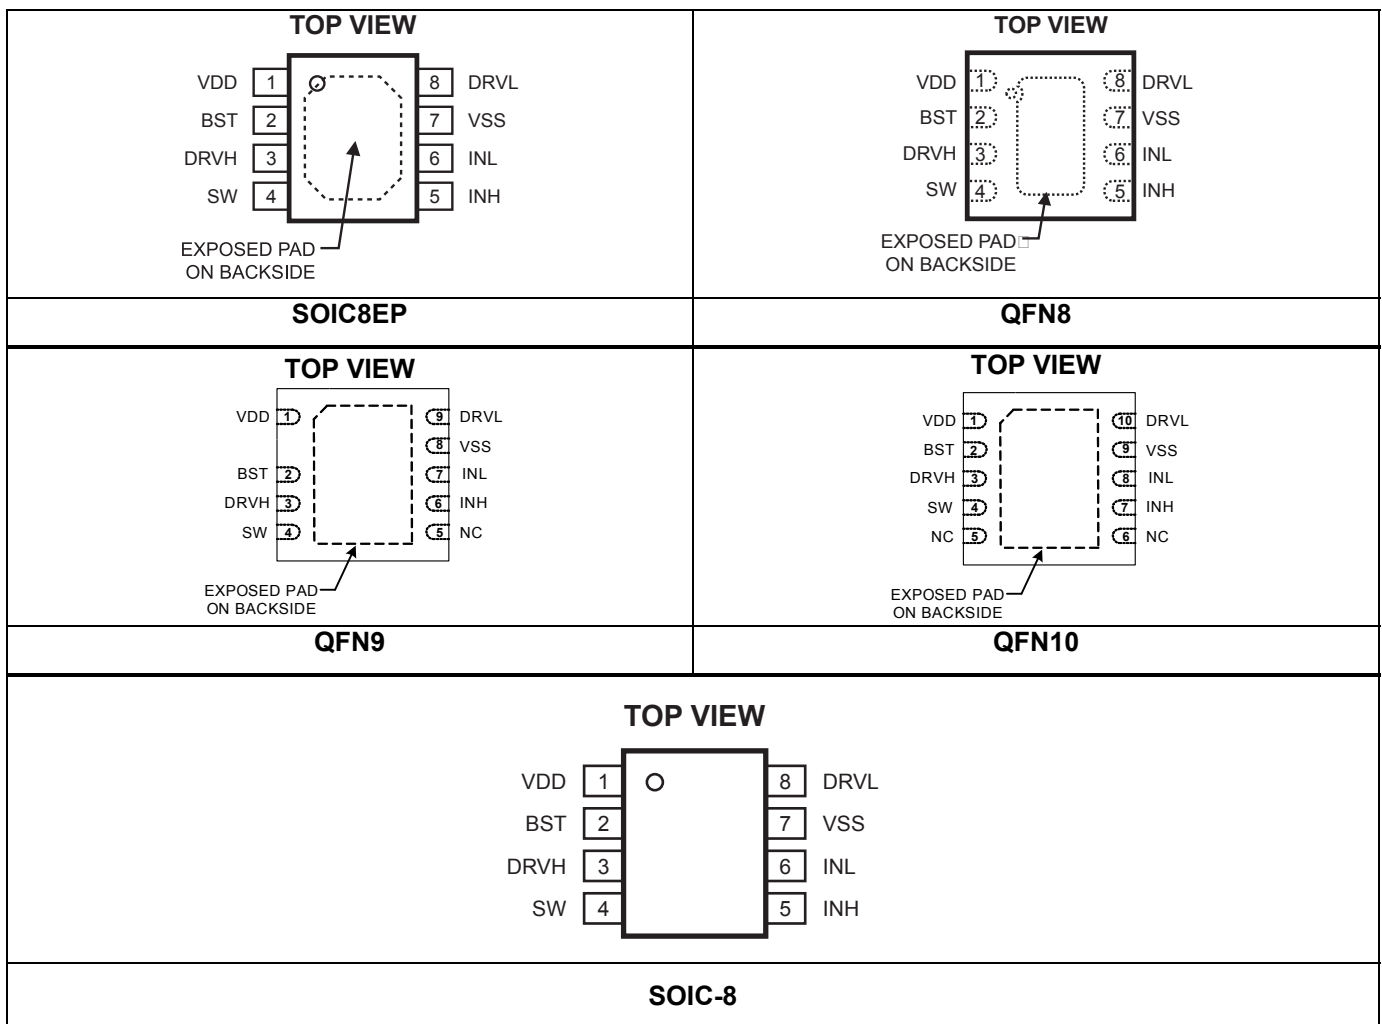 TOP VIEW
VDD 1 8 DRVL
BST 2 7 VSS
DRVH 3 6 INL
SW 4 5 INH
EXPOSED PAD
ON BACKSIDE
SOIC8EP
TOP VIEW
VDD 1 8 DRVL
BST 2 7 VSS
DRVH 3 6 INL
SW 4 5 INH
EXPOSED PAD□
ON BACKSIDE
QFN8
TOP VIEW
VDD 1 9 DRVL
8 VSS
BST 2 7 INL
DRVH 3 6 INH
SW 4 5 NC
EXPOSED PAD
ON BACKSIDE
QFN9
TOP VIEW
VDD 1 10 DRVL
BST 2 9 VSS
DRVH 3 8 INL
SW 4 7 INH
NC 5 6 NC
EXPOSED PAD
ON BACKSIDE
QFN10
TOP VIEW
VDD 1 8 DRVL
BST 2 7 VSS
DRVH 3 6 INL
SW 4 5 INH
SOIC-8